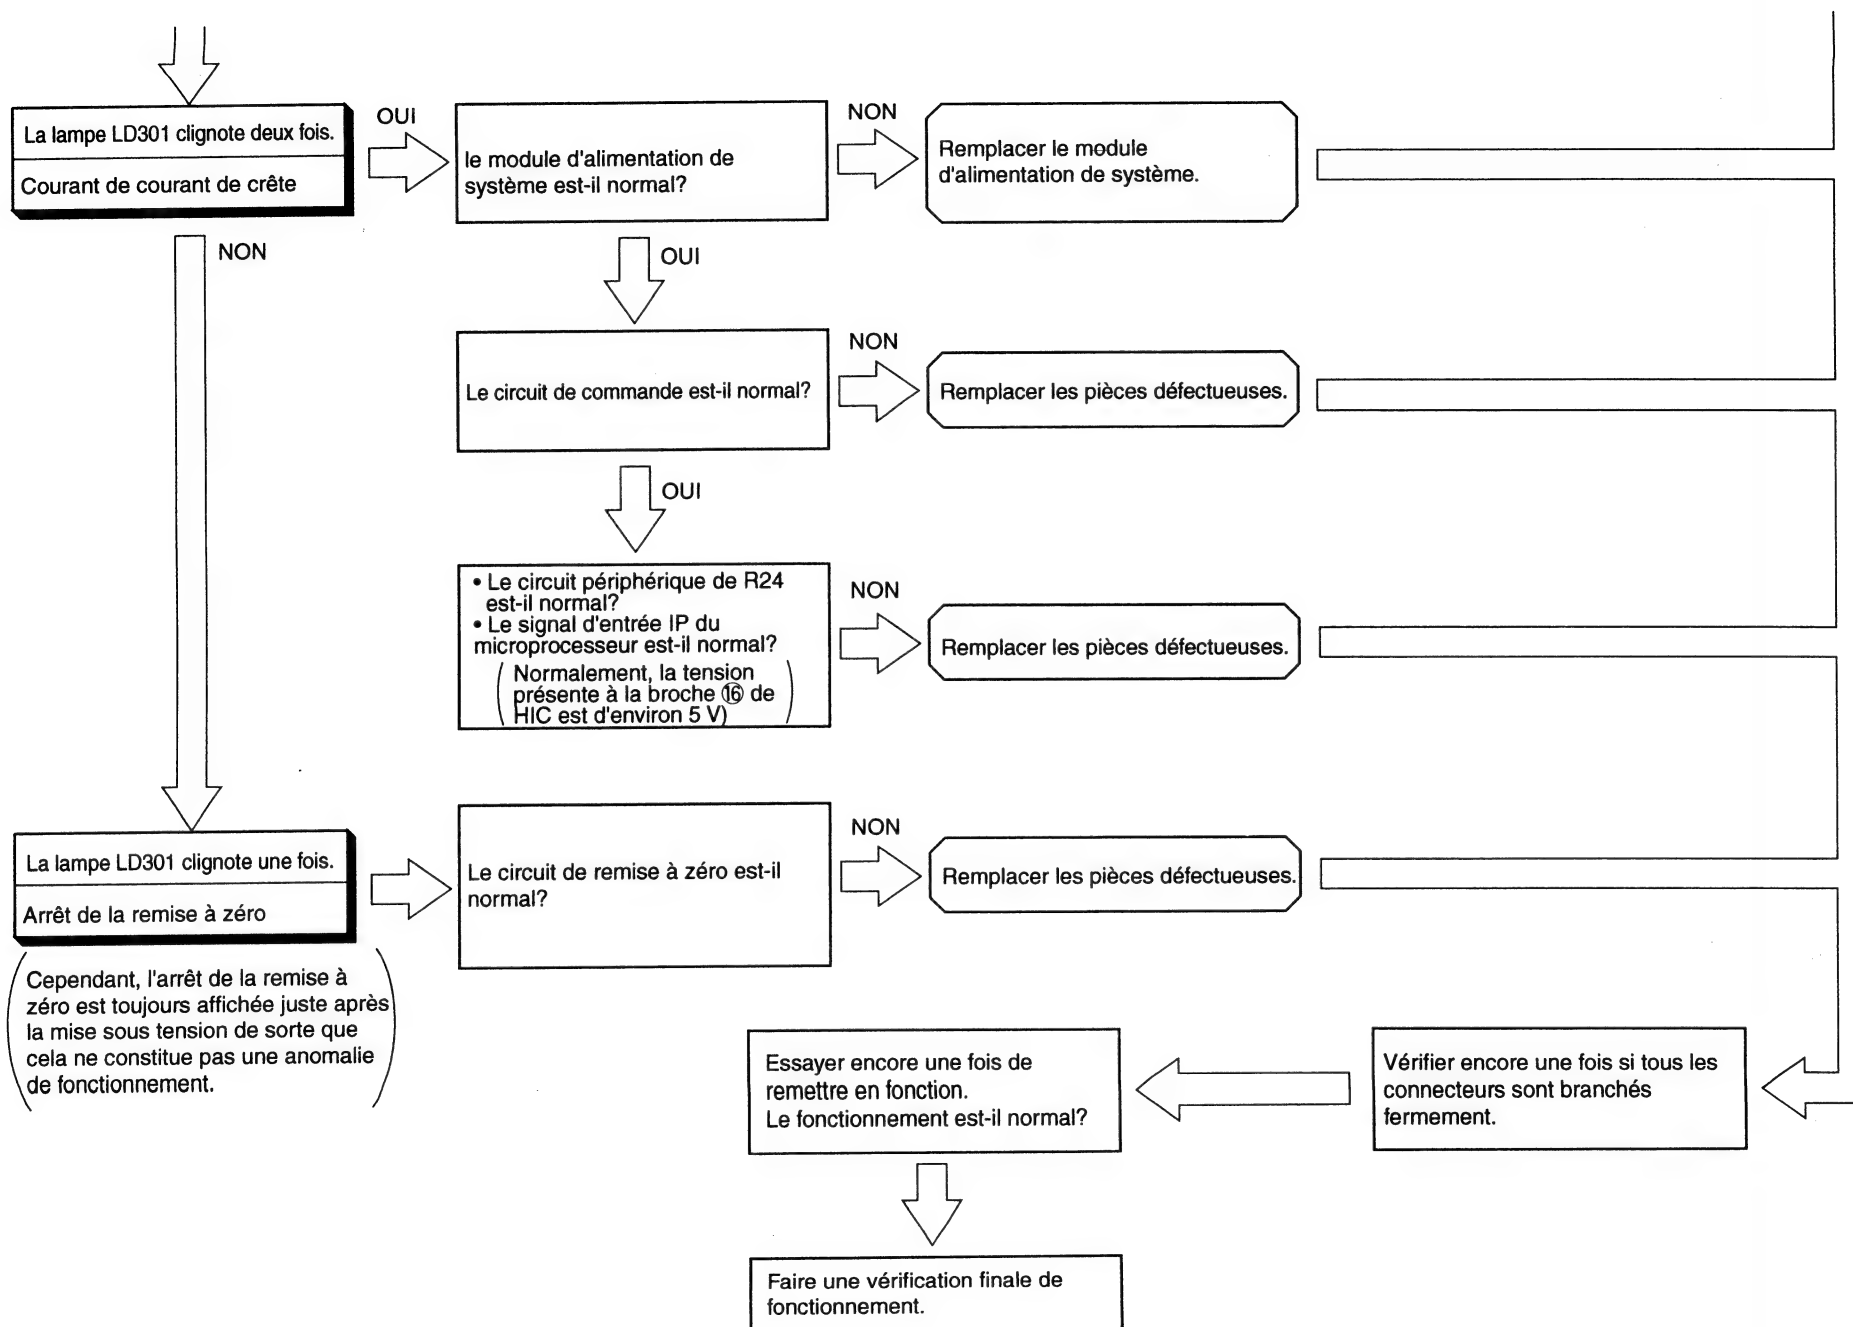 La lampe LD301 clignote deux fois.
Courant de courant de crête
OUI
le module d'alimentation de
système est-il normal?
NON
Remplacer le module
d'alimentation de système.
NON
OUI
Le circuit de commande est-il normal?
NON
Remplacer les pièces défectueuses.
OUI
• Le circuit périphérique de R24
est-il normal?
• Le signal d'entrée IP du
microprocesseur est-il normal?
Normalement, la tension
présente à la broche ⑯ de
HIC est d'environ 5 V)
NON
Remplacer les pièces défectueuses.
La lampe LD301 clignote une fois.
Arrêt de la remise à zéro
Le circuit de remise à zéro est-il
normal?
NON
Remplacer les pièces défectueuses.
Cependant, l'arrêt de la remise à
zéro est toujours affichée juste après
la mise sous tension de sorte que
cela ne constitue pas une anomalie
de fonctionnement.
Vérifier encore une fois si tous les
connecteurs sont branchés
fermement.
Essayer encore une fois de
remettre en fonction.
Le fonctionnement est-il normal?
Faire une vérification finale de
fonctionnement.